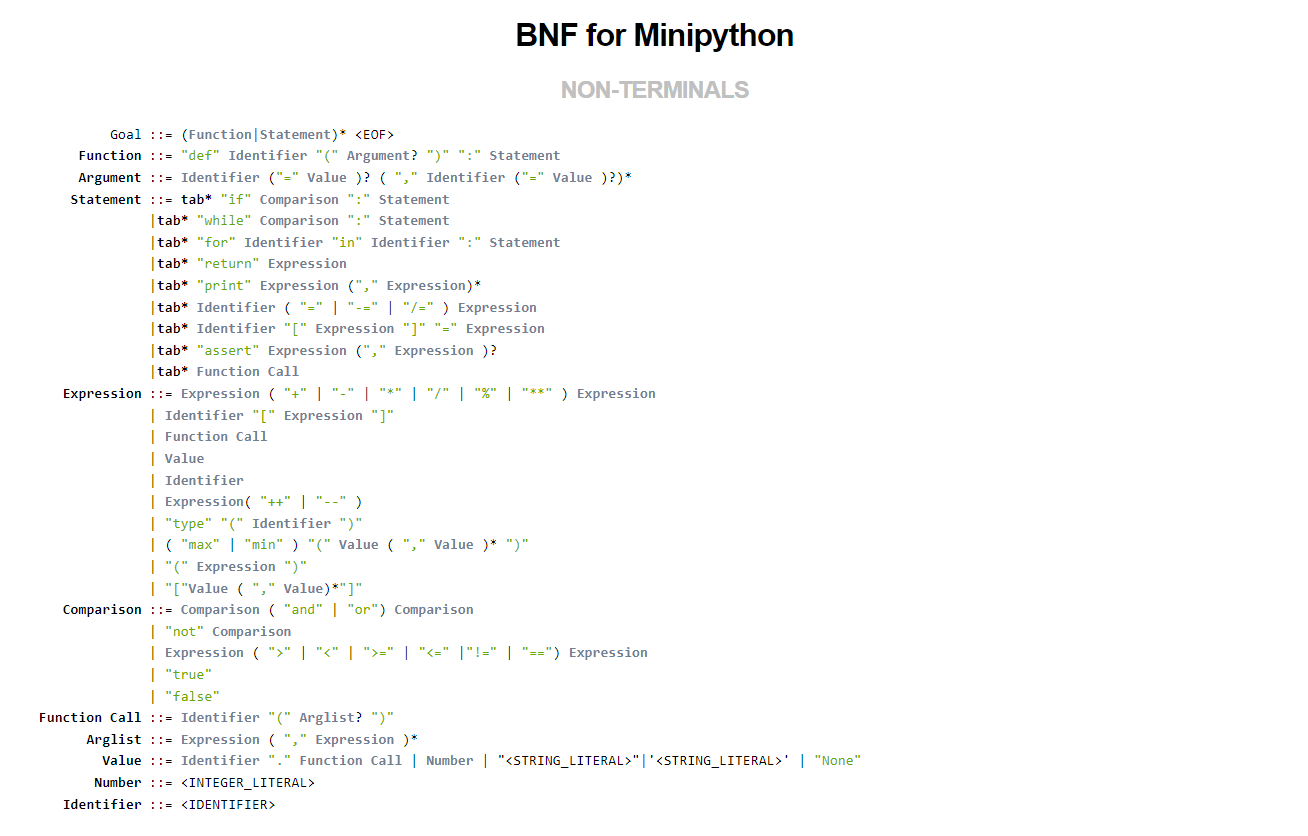 BNF for Minipython
NON-TERMINALS
Goal ::= (Function|Statement)* <EOF>
Function ::= "def" Identifier "(" Argument? ")" ":" Statement
Argument ::= Identifier ("=" Value )? ( "," Identifier ("=" Value )?)*
Statement ::= tab* "if" Comparison ":" Statement
|tab* "while" Comparison ":" Statement
|tab* "for" Identifier "in" Identifier ":" Statement
|tab* "return" Expression
|tab* "print" Expression ("," Expression)*
|tab* Identifier ( "=" | "-=" | "/=" ) Expression
|tab* Identifier "[" Expression "]" "=" Expression
|tab* "assert" Expression ("," Expression )?
|tab* Function Call
Expression ::= Expression ( "+" | "-" | "*" | "/" | "%" | "**" ) Expression
| Identifier "[" Expression "]"
| Function Call
| Value
| Identifier
| Expression( "++" | "--" )
| "type" "(" Identifier ")"
| ( "max" | "min" ) "(" Value ( "," Value )* ")"
| "(" Expression ")"
| "["Value ( "," Value)*"]"
Comparison ::= Comparison ( "and" | "or") Comparison
| "not" Comparison
| Expression ( ">" | "<" | ">=" | "<=" |"!=" | "==") Expression
| "true"
| "false"
Function Call ::= Identifier "(" Arglist? ")"
Arglist ::= Expression ( "," Expression )*
Value ::= Identifier "." Function Call | Number | "<STRING_LITERAL>"|'<STRING_LITERAL>' | "None"
Number ::= <INTEGER_LITERAL>
Identifier ::= <IDENTIFIER>